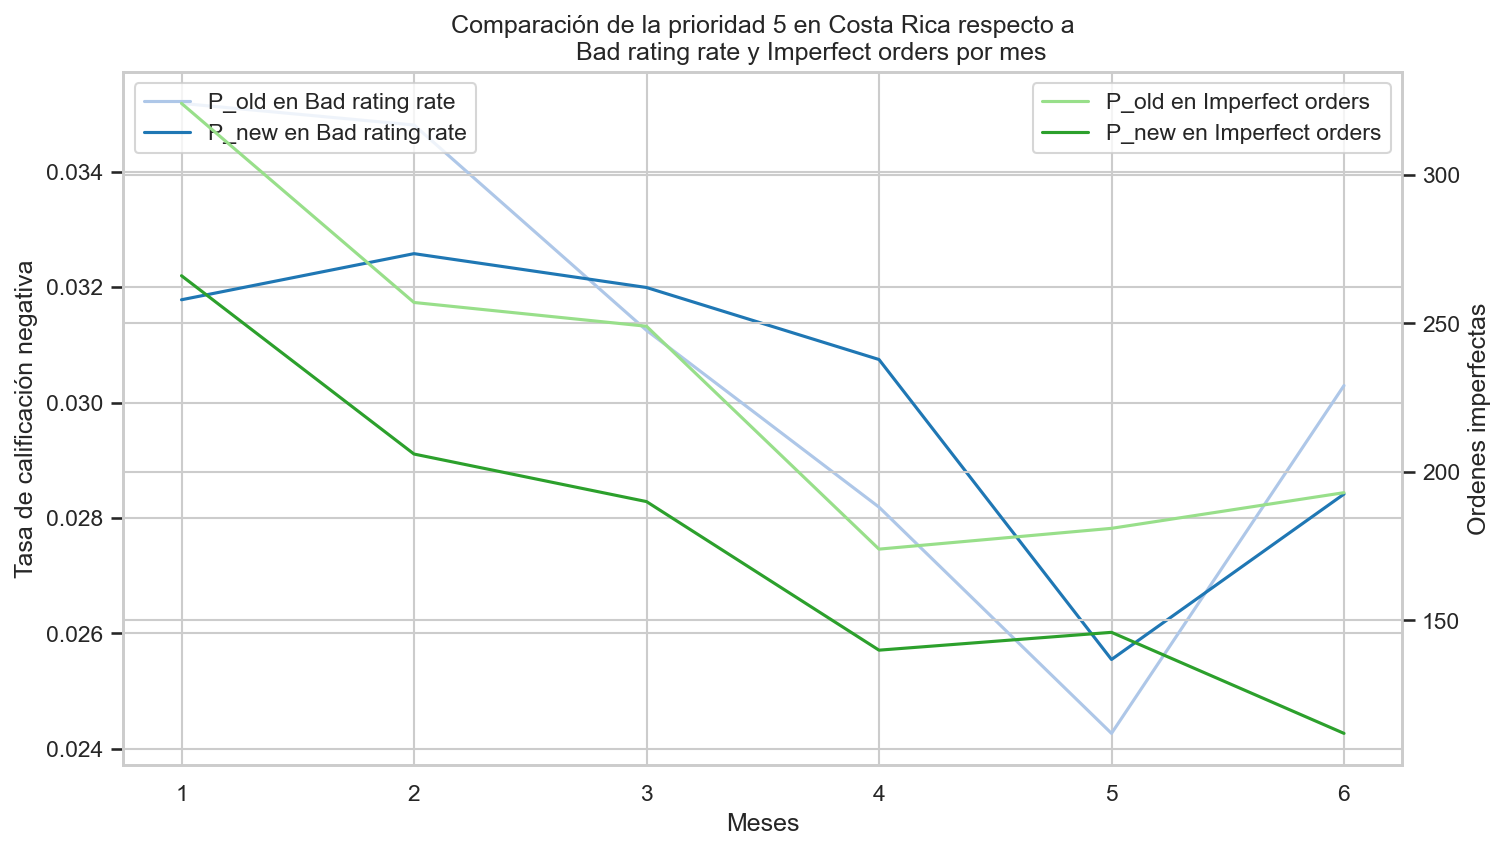 Comparación de la prioridad 5 en Costa Rica respecto a
Bad rating rate y Imperfect orders por mes
P_old en Bad rating rate
P_new en Bad rating rate
P_old en Imperfect orders
P_new en Imperfect orders
Tasa de calificación negativa
0.034
0.032
0.030
0.028
0.026
0.024
300
250
200
150
Ordenes imperfectas
1 2 3 4 5 6
Meses